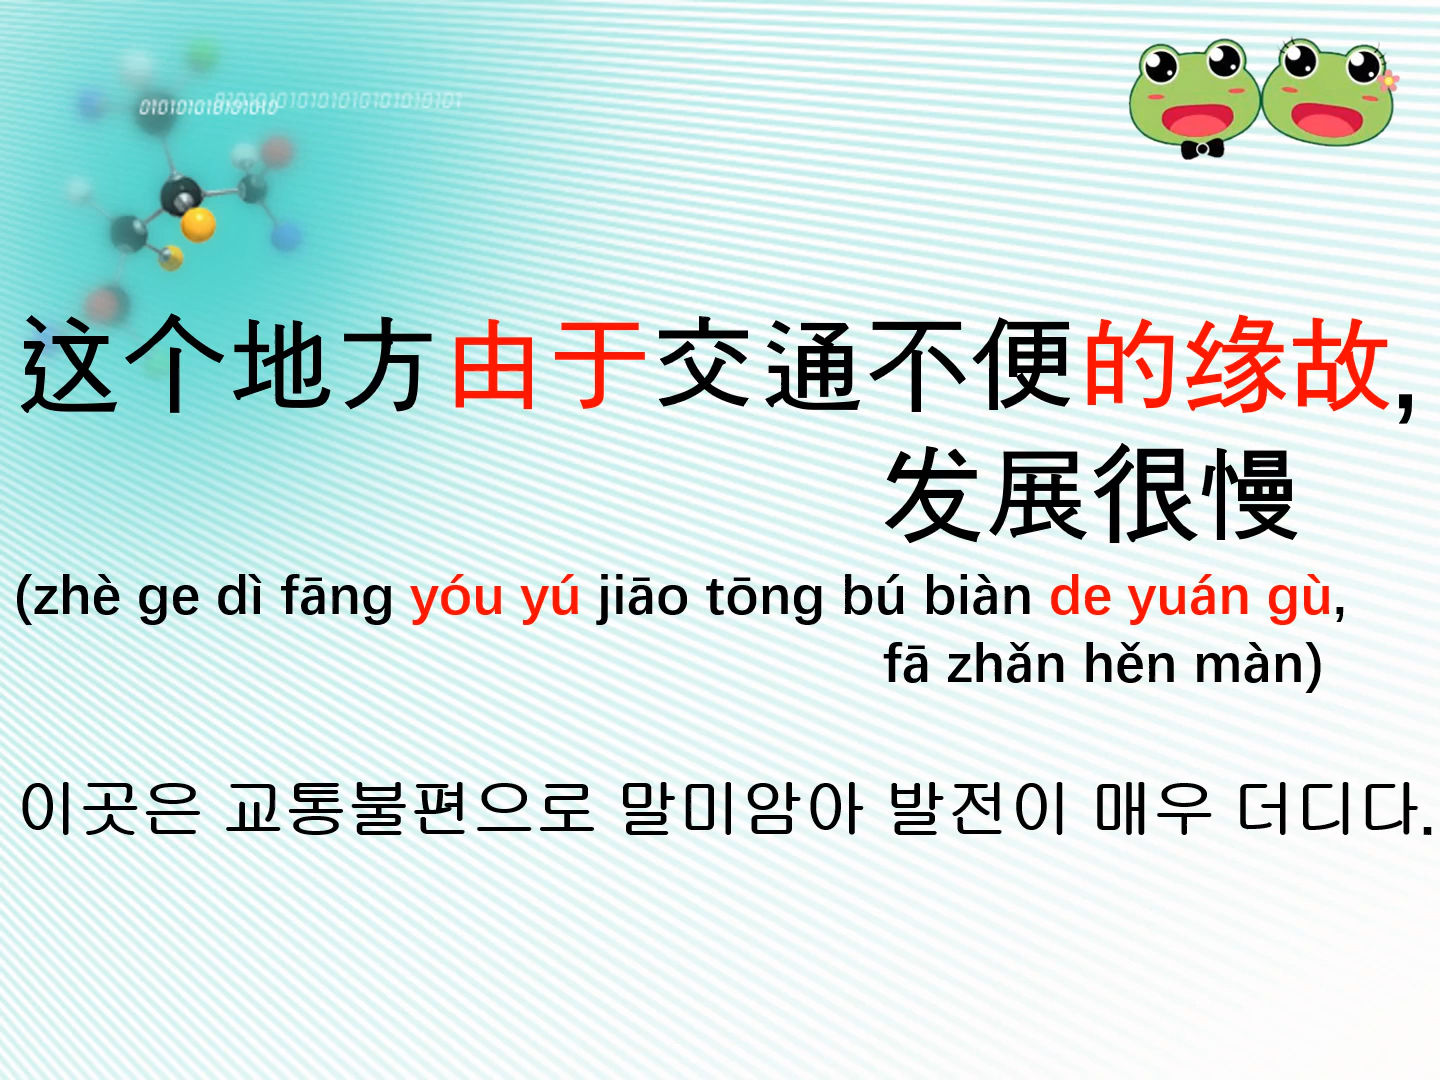 01010101010101010
010101010101010101010101
这个地方由于交通不便的缘故,
发展很慢
(zhè ge dì fāng yóu yú jiāo tōng bú biàn de yuán gù,
fā zhǎn hěn màn)
이곳은 교통불편으로 말미암아 발전이 매우 더디다.